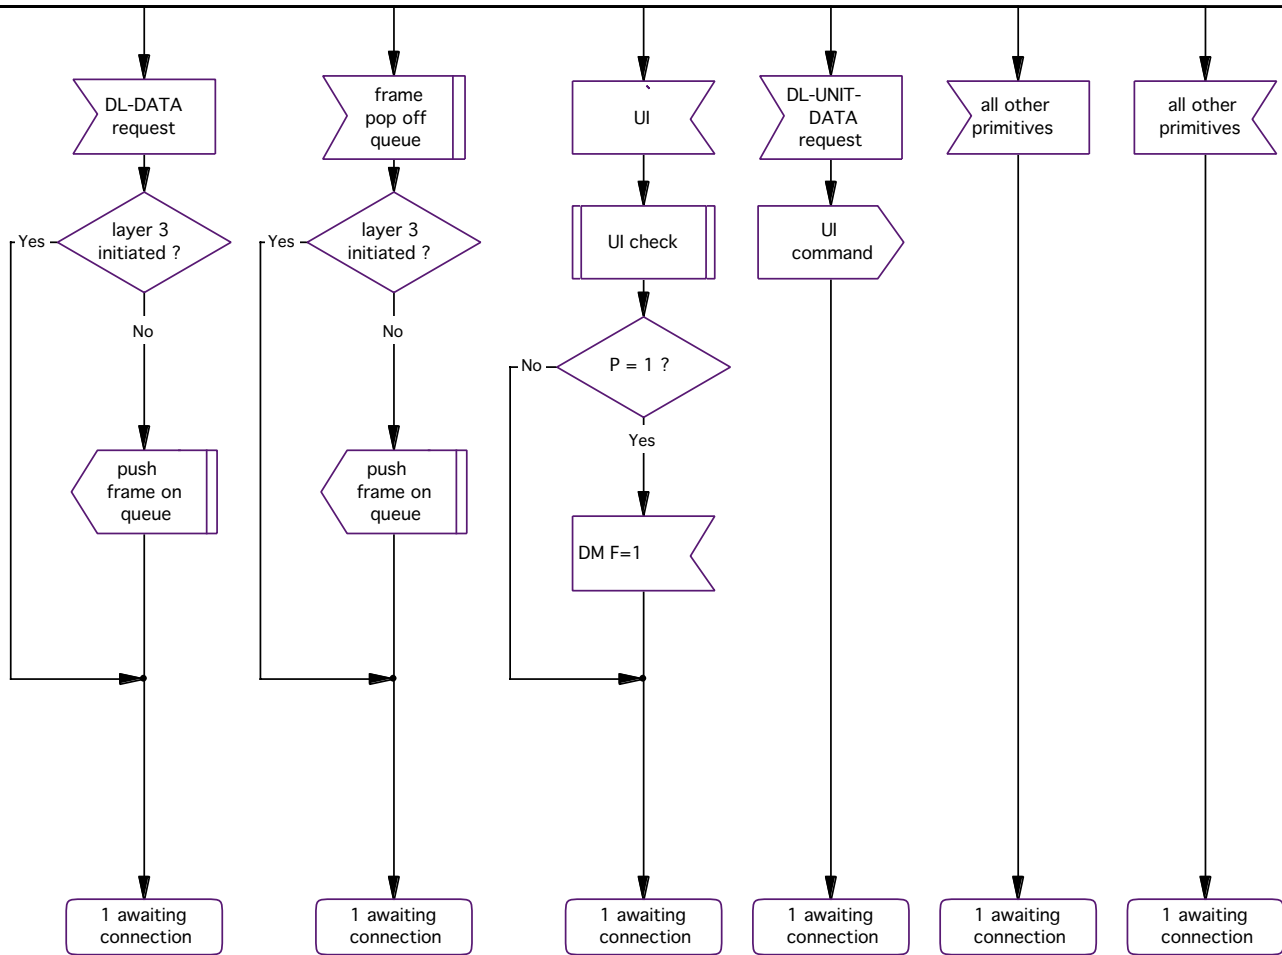 DL-DATA
request
frame
pop off
queue
UI
DL-UNIT-
DATA
request
all other
primitives
all other
primitives
layer 3
initiated ?
Yes
No
layer 3
initiated ?
Yes
No
UI check
UI
command
P = 1 ?
No
Yes
push
frame on
queue
push
frame on
queue
DM F=1
1 awaiting
connection
1 awaiting
connection
1 awaiting
connection
1 awaiting
connection
1 awaiting
connection
1 awaiting
connection